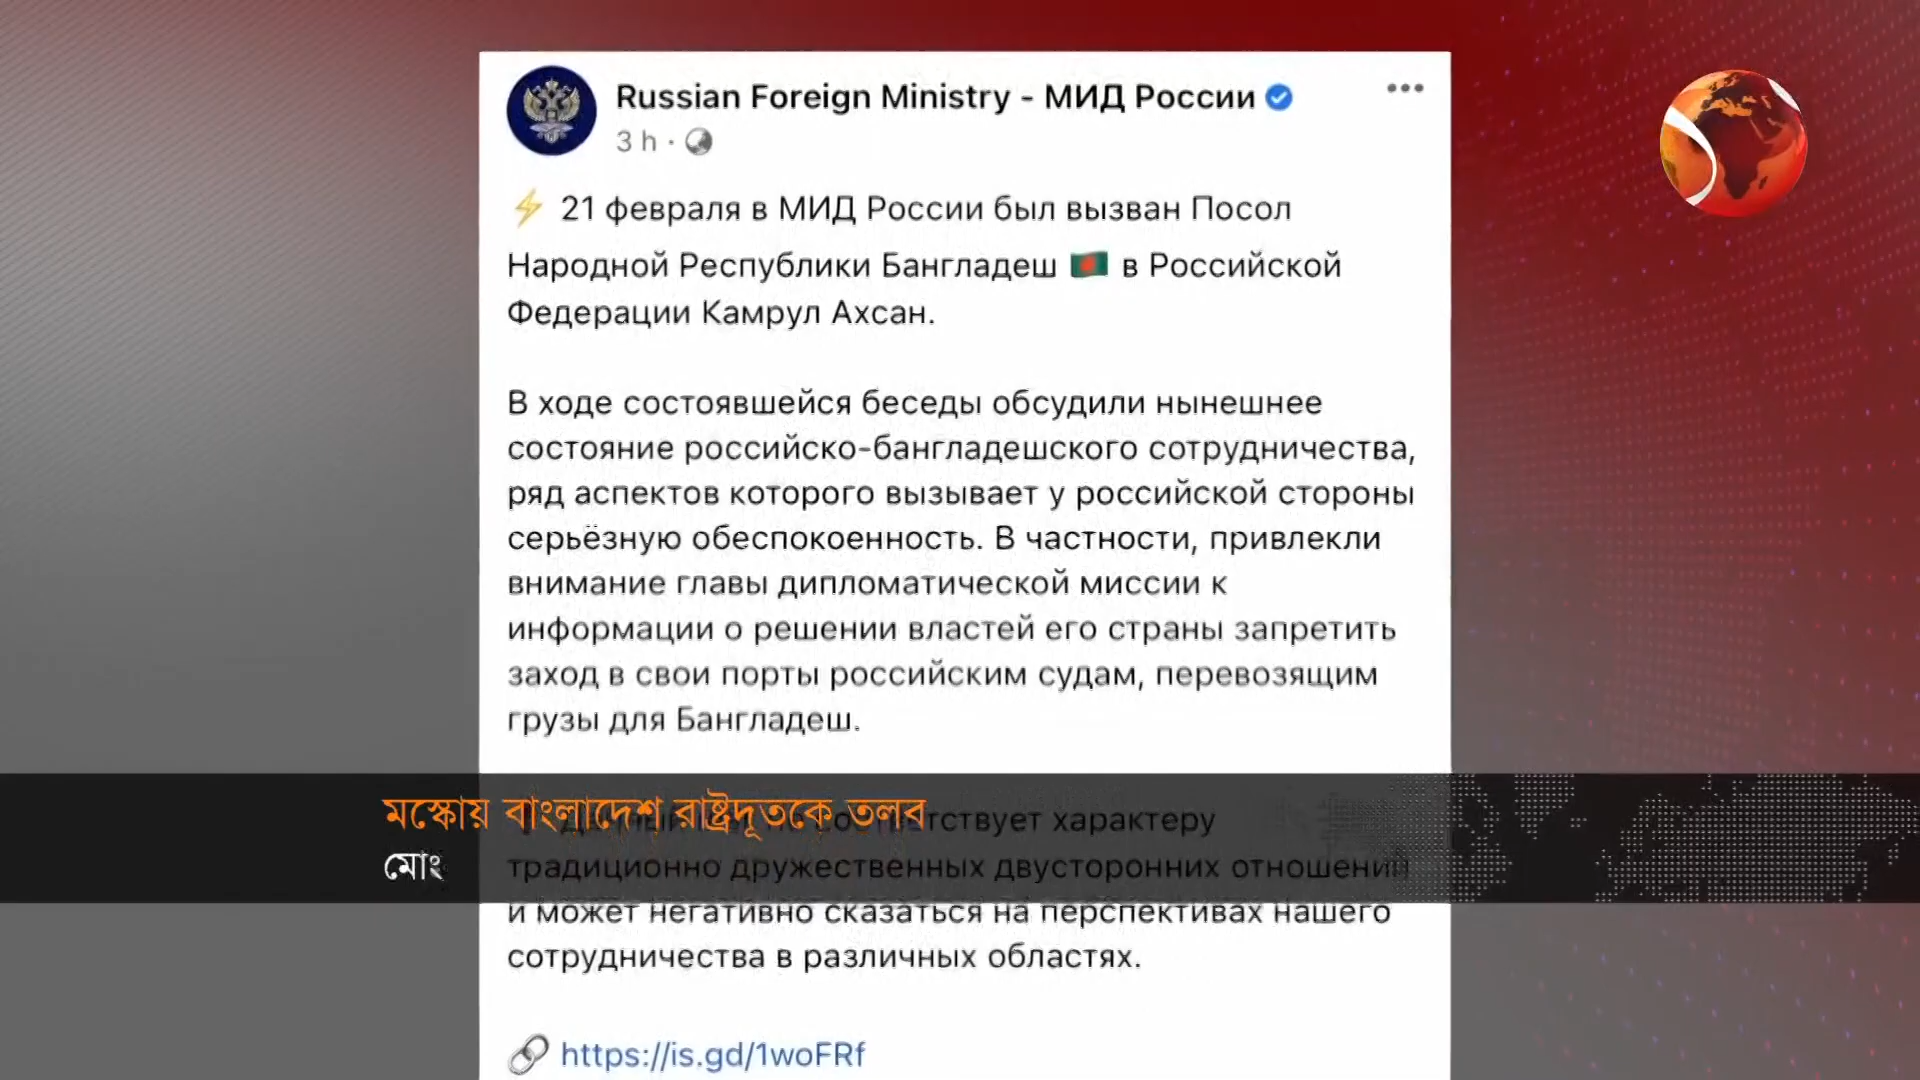 Russian Foreign Ministry - МИД России
3 h ·
21 февраля в МИД России был вызван Посол
Народной Республики Бангладеш в Российской
Федерации Камрул Ахсан.
В ходе состоявшейся беседы обсудили нынешнее
состояние российско-бангладешского сотрудничества,
ряд аспектов которого вызывает у российской стороны
серьёзную обеспокоенность. В частности, привлекли
внимание главы дипломатической миссии к
информации о решении властей его страны запретить
заход в свои порты российским судам, перевозящим
грузы для Бангладеш.
মস্কোয় বাংলাদেশ রাষ্ট্রদূতকে তলব
характеру
মোং
традиционно дружественных двусторонних отношений
и может негативно сказаться на перспективах нашего
сотрудничества в различных областях.
https://is.gd/1woFRf